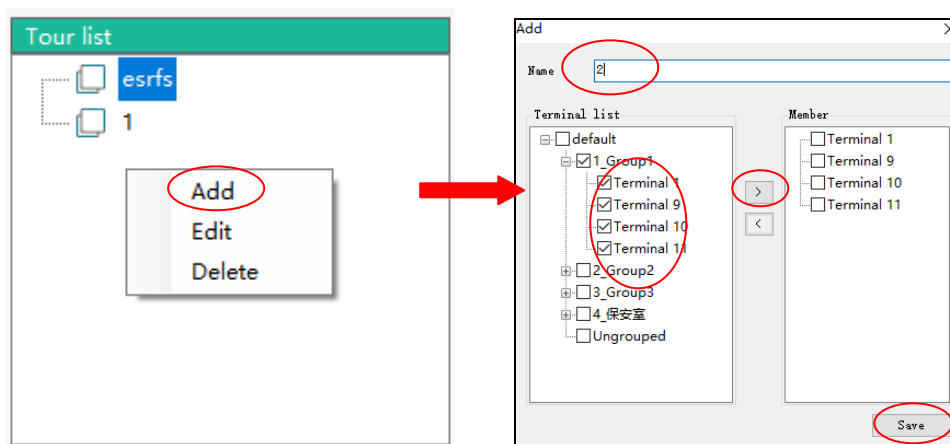 Tour list
esrfs
1
Add
Edit
Delete
Add
Name
2
Terminal list
default
1_Group1
Terminal 1
Terminal 9
Terminal 10
Terminal 11
2_Group2
3_Group3
4_保安室
Ungrouped
>
<
Member
Terminal 1
Terminal 9
Terminal 10
Terminal 11
Save